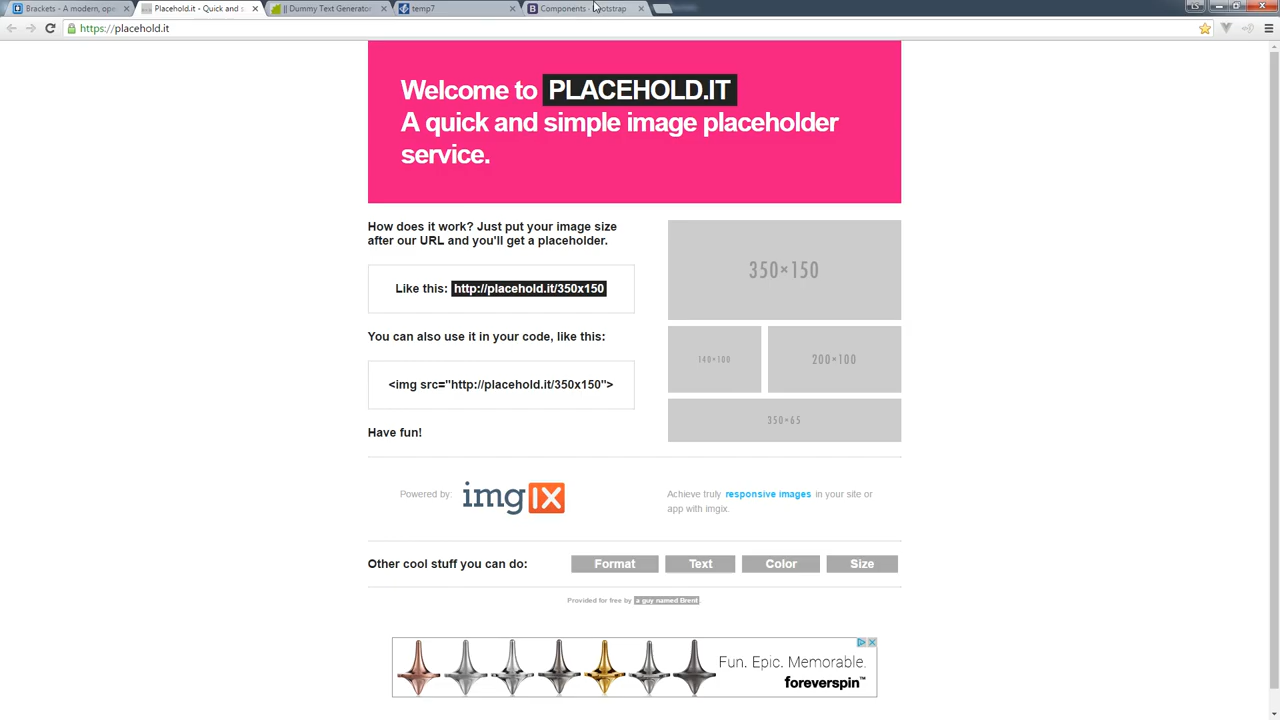 Brackets - A modern, ope
Placehold.it - Quick and s
|| Dummy Text Generator
temp7
Components · Bootstrap
https://placehold.it
Welcome to PLACEHOLD.IT
A quick and simple image placeholder
service.
How does it work? Just put your image size
after our URL and you'll get a placeholder.
Like this: http://placehold.it/350x150
You can also use it in your code, like this:
<img src="http://placehold.it/350x150">
Have fun!
350×150
140×100
200×100
350×65
Powered by: imgIX
Achieve truly responsive images in your site or
app with imgix.
Other cool stuff you can do:
Format
Text
Color
Size
Provided for free by a guy named Brent.
Fun. Epic. Memorable.
foreverspin™